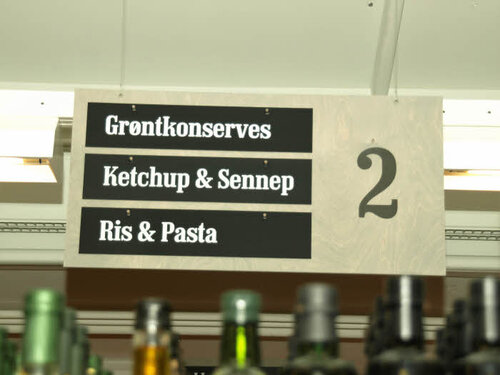 Grøntkonserves
Ketchup & Sennep
Ris & Pasta
2